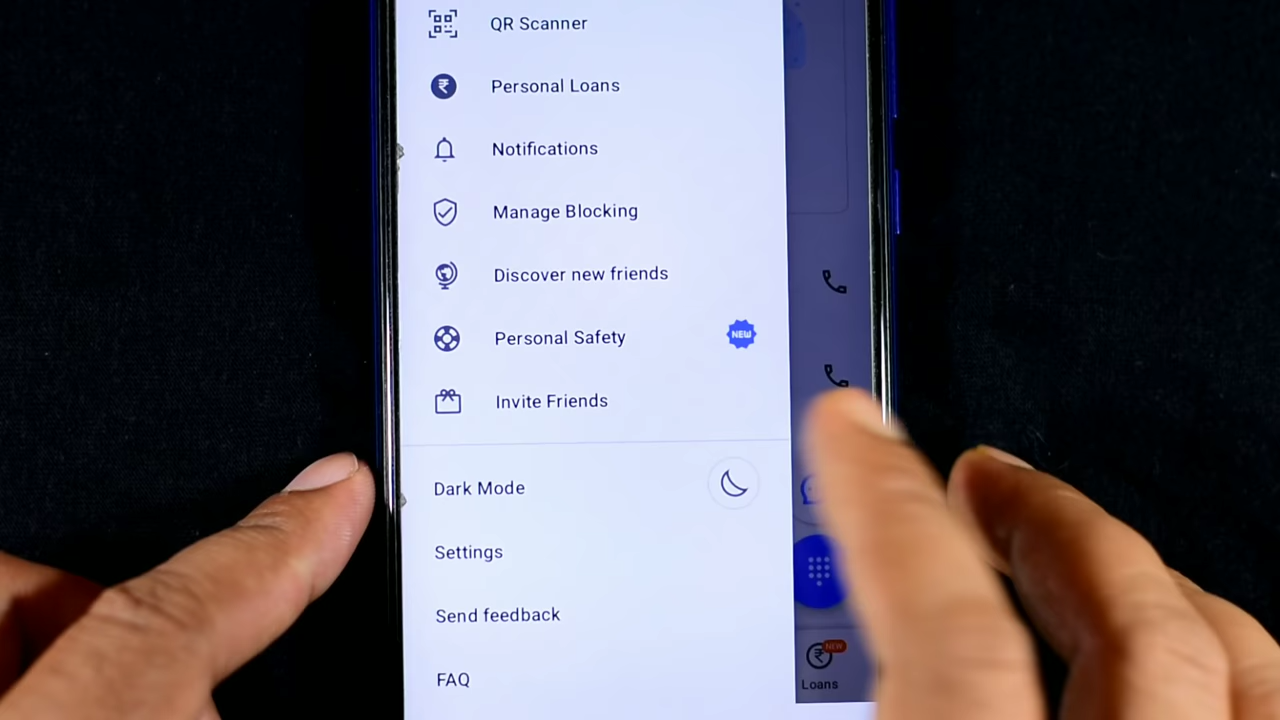 QR Scanner
Personal Loans
Notifications
Manage Blocking
Discover new friends
Personal Safety
NEW
Invite Friends
Dark Mode
Settings
Send feedback
FAQ
NEW
Loans